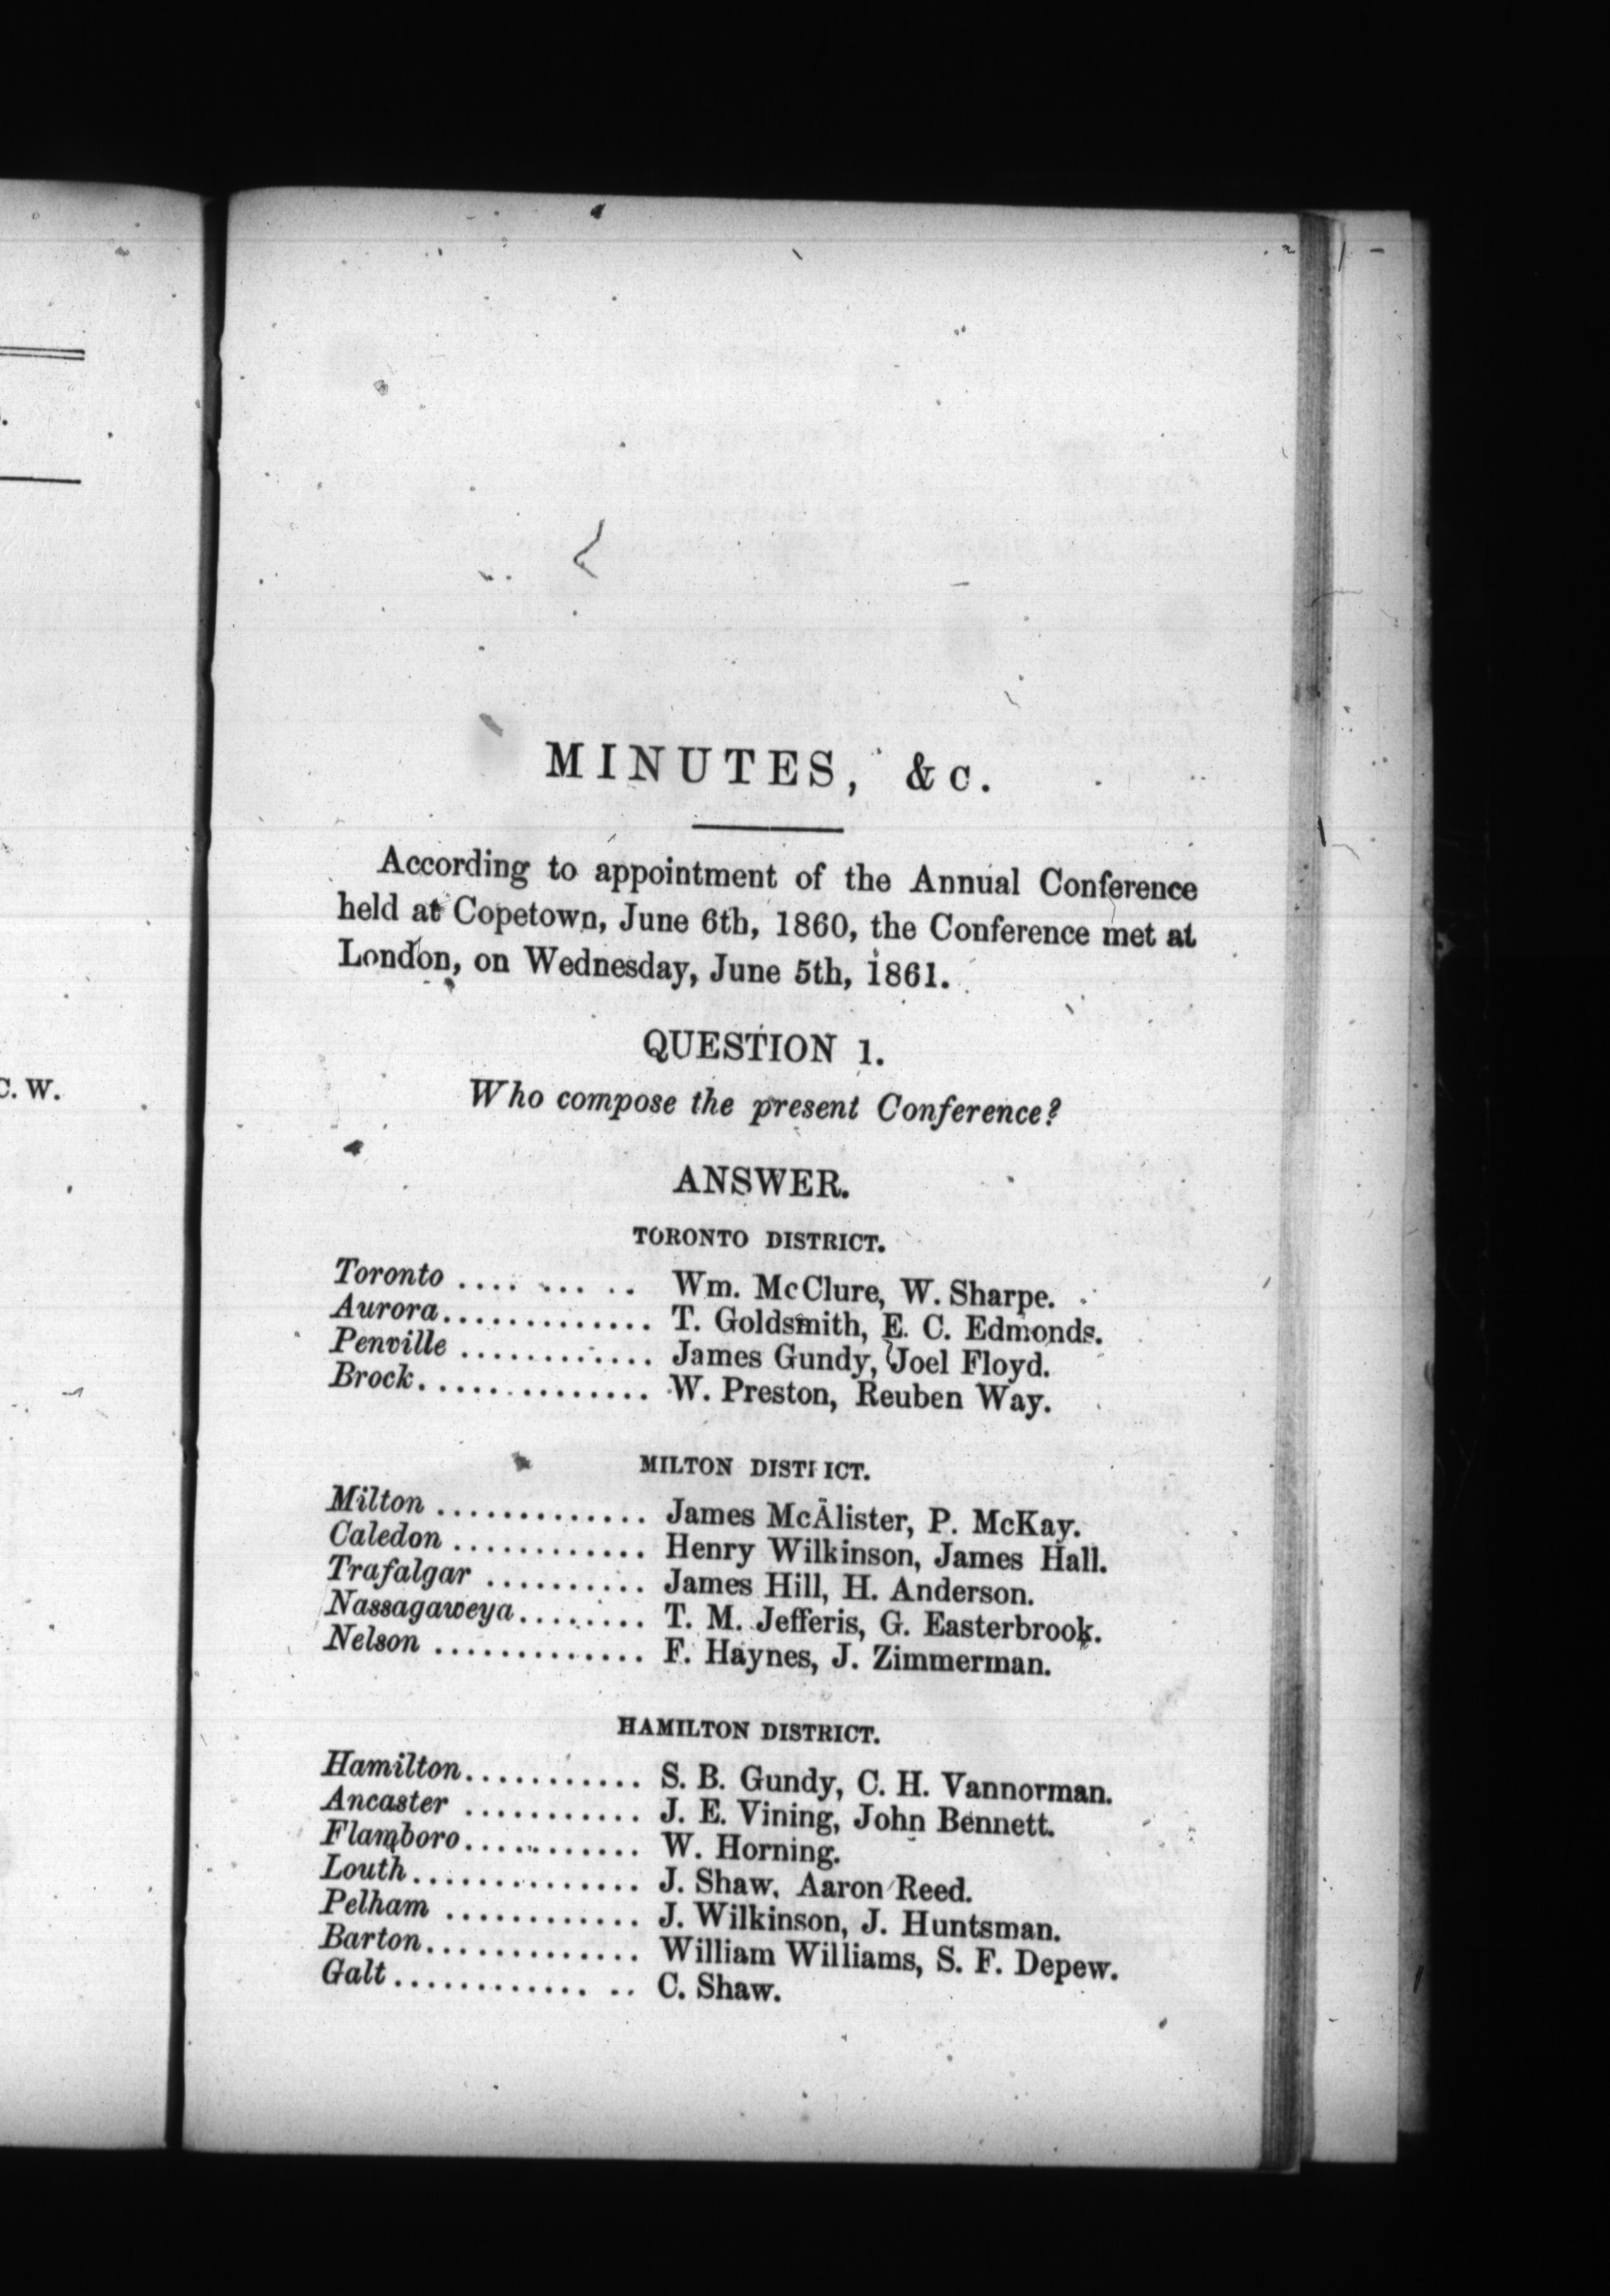 C. W.
MINUTES, &c.
According to appointment of the Annual Conference
held at Copetown, June 6th, 1860, the Conference met at
London, on Wednesday, June 5th, 1861.
QUESTION 1.
Who compose the present Conference?
ANSWER.
TORONTO DISTRICT.
Toronto .... ... .. Wm. McClure, W. Sharpe.
Aurora............. T. Goldsmith, E. C. Edmonds.
Penville ............ James Gundy, Joel Floyd.
Brock.............. W. Preston, Reuben Way.
MILTON DISTRICT.
Milton ............. James McAlister, P. McKay.
Caledon ............ Henry Wilkinson, James Hall.
Trafalgar .......... James Hill, H. Anderson.
Nassagaweya........ T. M. Jefferis, G. Easterbrook.
Nelson ............. F. Haynes, J. Zimmerman.
HAMILTON DISTRICT.
Hamilton........... S. B. Gundy, C. H. Vannorman.
Ancaster ........... J. E. Vining, John Bennett.
Flamboro........... W. Horning.
Louth.............. J. Shaw, Aaron Reed.
Pelham ............ J. Wilkinson, J. Huntsman.
Barton............. William Williams, S. F. Depew.
Galt............ .. C. Shaw.